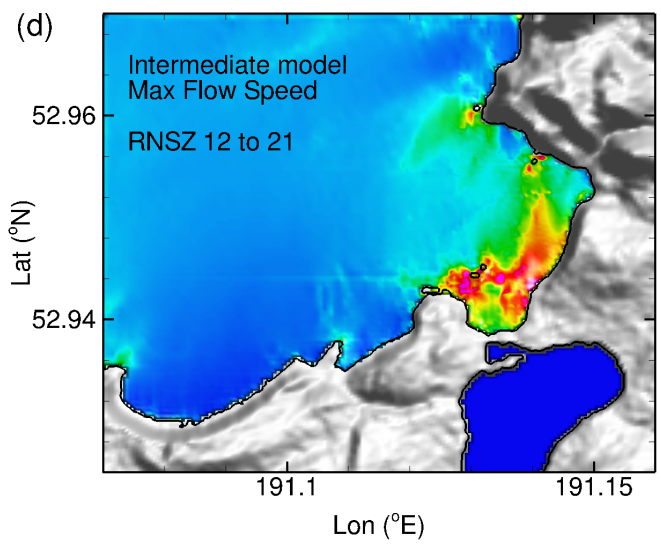 (d)
Intermediate model
Max Flow Speed
RNSZ 12 to 21
52.96
Lat (°N)
52.94
191.1
191.15
Lon (°E)